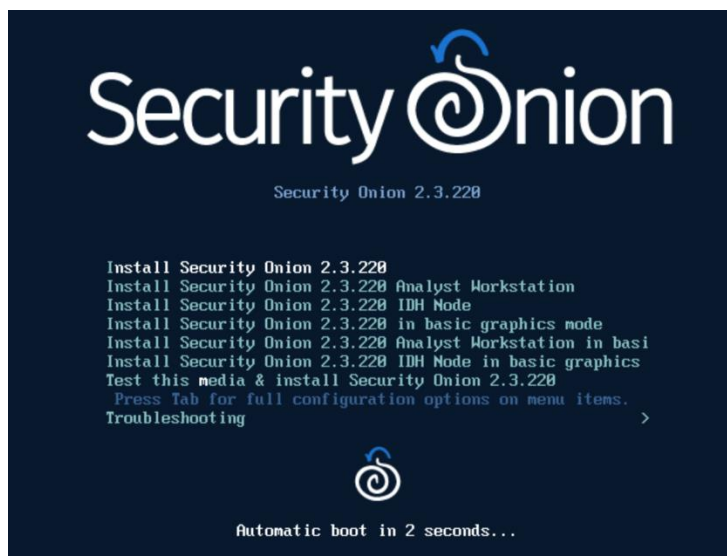 Security Onion
Security Onion 2.3.220
Install Security Onion 2.3.220
Install Security Onion 2.3.220 Analyst Workstation
Install Security Onion 2.3.220 IDH Node
Install Security Onion 2.3.220 in basic graphics mode
Install Security Onion 2.3.220 Analyst Workstation in basi
Install Security Onion 2.3.220 IDH Node in basic graphics
Test this media & install Security Onion 2.3.220
Press Tab for full configuration options on menu items.
Troubleshooting >
Automatic boot in 2 seconds...